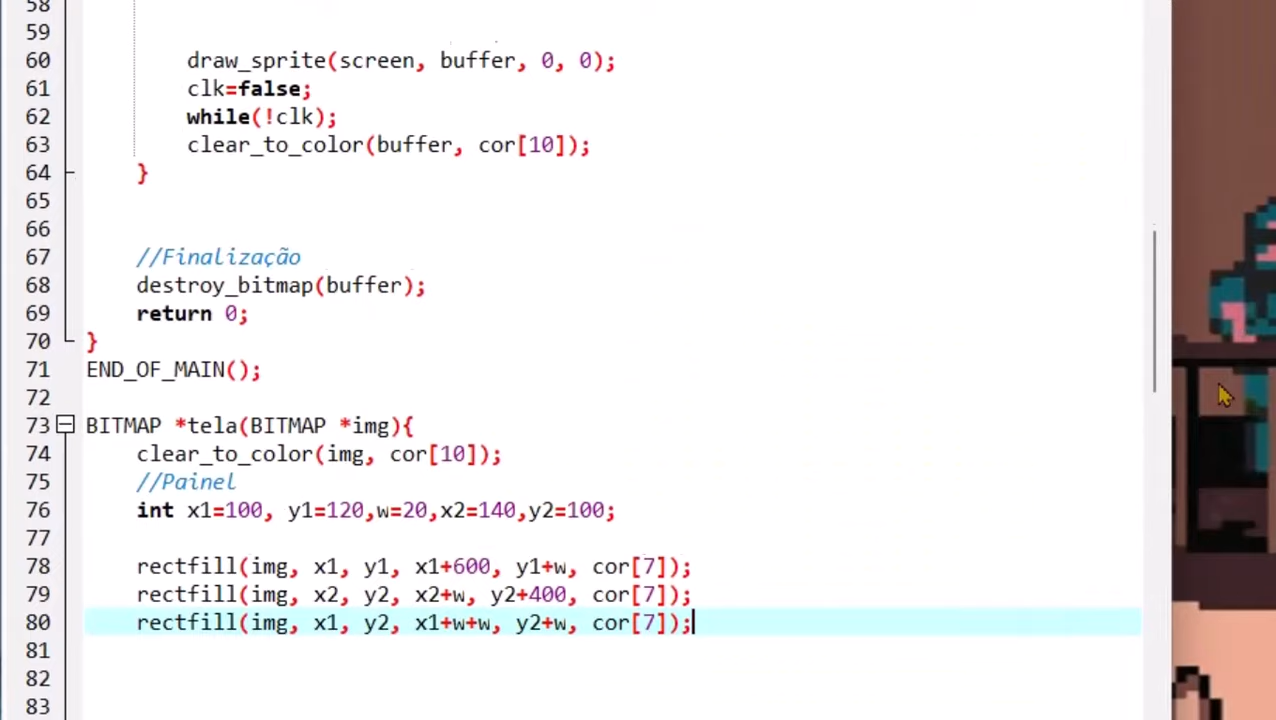 58
59
60 draw_sprite(screen, buffer, 0, 0);
61 clk=false;
62 while(!clk);
63 clear_to_color(buffer, cor[10]);
64 }
65
66
67 //Finalização
68 destroy_bitmap(buffer);
69 return 0;
70 }
71 END_OF_MAIN();
72
73 BITMAP *tela(BITMAP *img){
74 clear_to_color(img, cor[10]);
75 //Painel
76 int x1=100, y1=120,w=20,x2=140,y2=100;
77
78 rectfill(img, x1, y1, x1+600, y1+w, cor[7]);
79 rectfill(img, x2, y2, x2+w, y2+400, cor[7]);
80 rectfill(img, x1, y2, x1+w+w, y2+w, cor[7]);
81
82
83